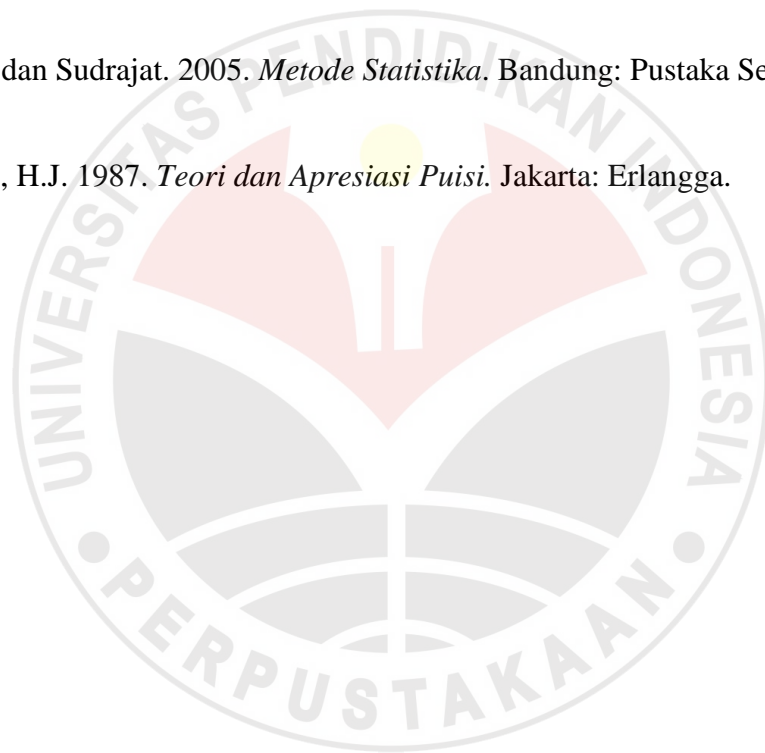 dan Sudrajat. 2005. Metode Statistika. Bandung: Pustaka Se
, H.J. 1987. Teori dan Apresiasi Puisi. Jakarta: Erlangga.
UNIVERSITAS PENDIDIKAN INDONESIA
PERPUSTAKAAN